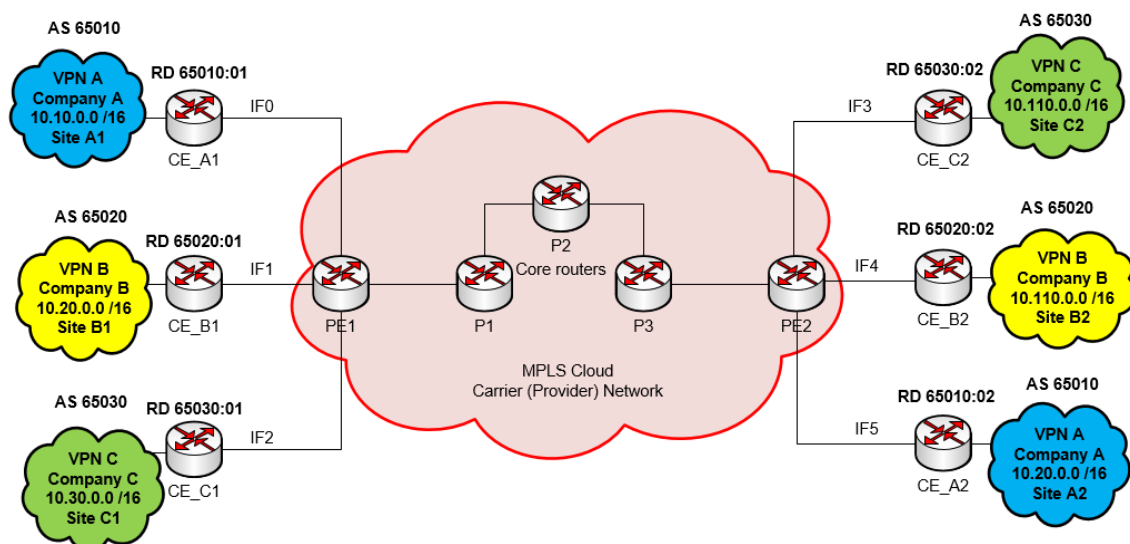 AS 65010
VPN A
Company A
10.10.0.0 /16
Site A1
RD 65010:01
CE_A1
IF0
AS 65020
VPN B
Company B
10.20.0.0 /16
Site B1
RD 65020:01
CE_B1
IF1
AS 65030
VPN C
Company C
10.30.0.0 /16
Site C1
RD 65030:01
CE_C1
IF2
PE1
P1
P2
Core routers
P3
PE2
MPLS Cloud
Carrier (Provider) Network
AS 65030
RD 65030:02
VPN C
Company C
10.110.0.0 /16
Site C2
IF3
CE_C2
AS 65020
RD 65020:02
VPN B
Company B
10.110.0.0 /16
Site B2
IF4
CE_B2
AS 65010
RD 65010:02
VPN A
Company A
10.20.0.0 /16
Site A2
IF5
CE_A2